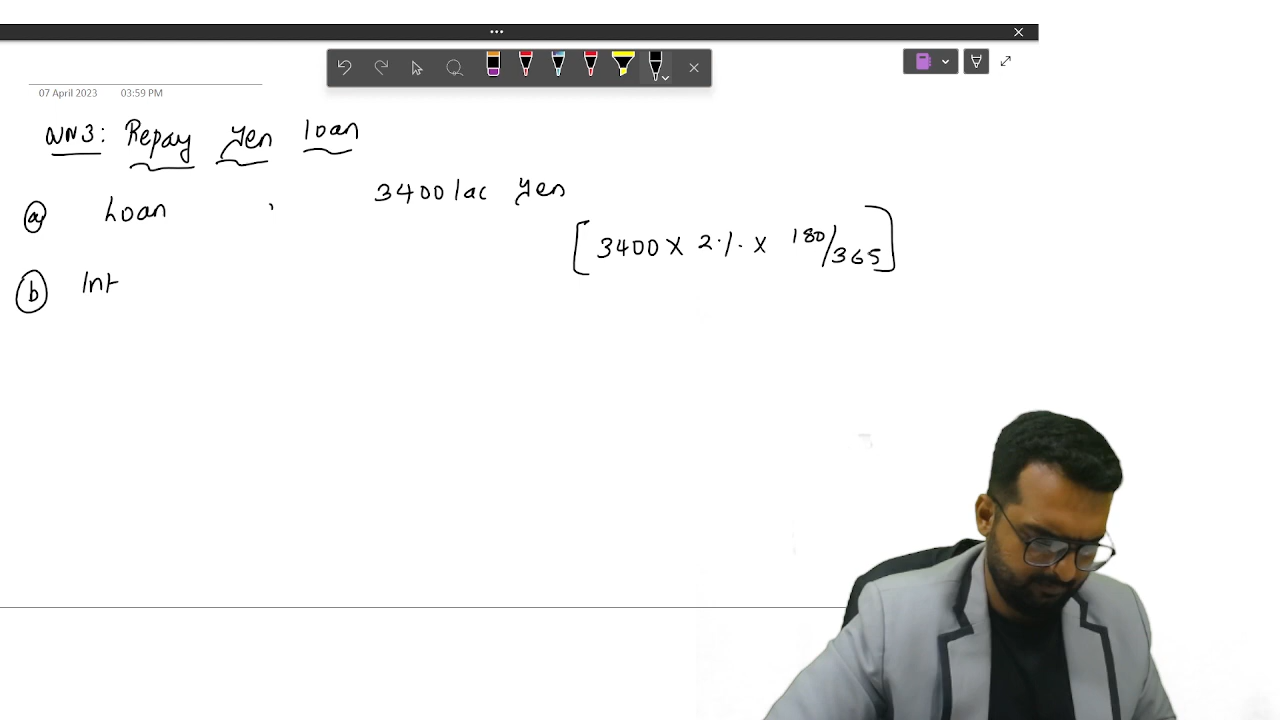 07 April 2023 03:59 PM
WN3: Repay Yen loan
a Loan 3400 lac Yen
[3400 X 2% X 180/365]
b Int